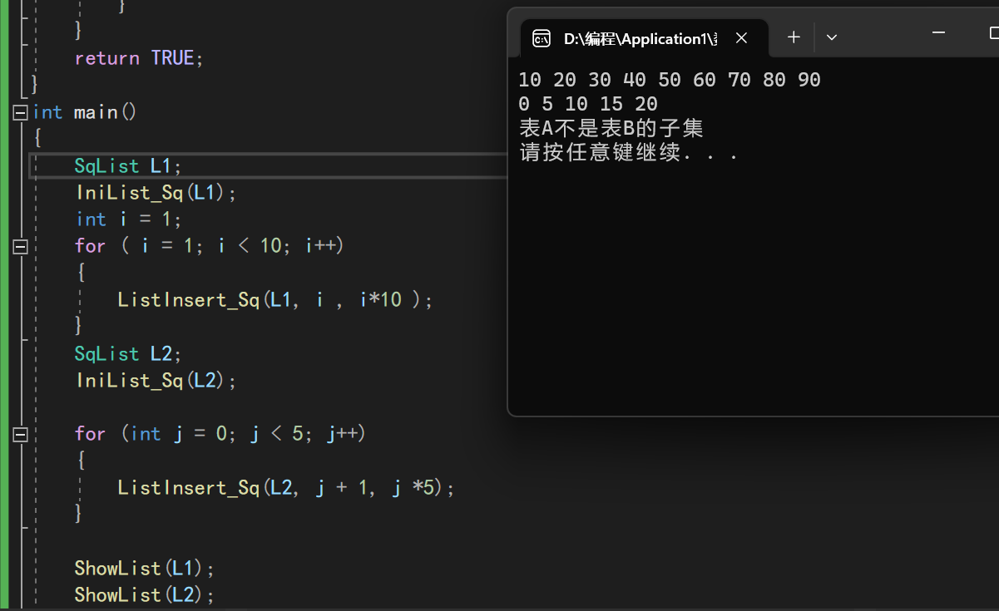 }
}
return TRUE;
}
int main()
{
SqList L1;
IniList_Sq(L1);
int i = 1;
for ( i = 1; i < 10; i++)
{
ListInsert_Sq(L1, i , i*10 );
}
SqList L2;
IniList_Sq(L2);
for (int j = 0; j < 5; j++)
{
ListInsert_Sq(L2, j + 1, j *5);
}
ShowList(L1);
ShowList(L2);
D:\编程\Application1\
10 20 30 40 50 60 70 80 90
0 5 10 15 20
表A不是表B的子集
请按任意键继续. . .